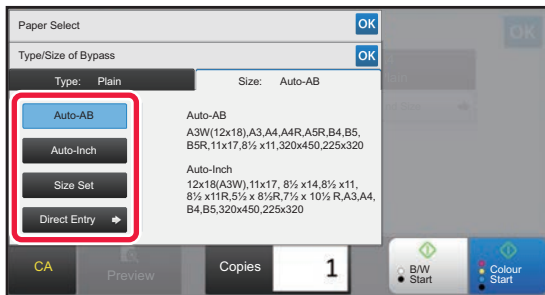 Paper Select
OK
OK
Type/Size of Bypass
OK
Type: Plain
Size: Auto-AB
Auto-AB
Auto-Inch
Size Set
Direct Entry
Auto-AB
A3W(12x18),A3,A4,A4R,A5R,B4,B5,
B5R,11x17,8½ x11,320x450,225x320
Auto-Inch
12x18(A3W),11x17, 8½ x14,8½ x11,
8½ x11R,5½ x 8½R,7½ x 10½ R,A3,A4,
B4,B5,320x450,225x320
CA
Preview
Copies
1
B/W
Start
Colour
Start